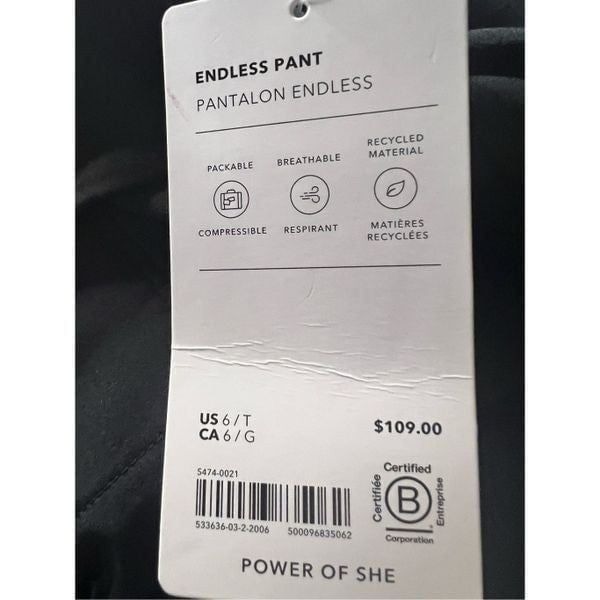 ENDLESS PANT
PANTALON ENDLESS
PACKABLE
BREATHABLE
RECYCLED
MATERIAL
COMPRESSIBLE
RESPIRANT
MATIÈRES
RECYCLÉES
US 6/T
CA 6/G
$109.00
S474-0021
533636-03-2-2006
500096835062
Certified
Certifiée
B
Entreprise
Corporation
POWER OF SHE